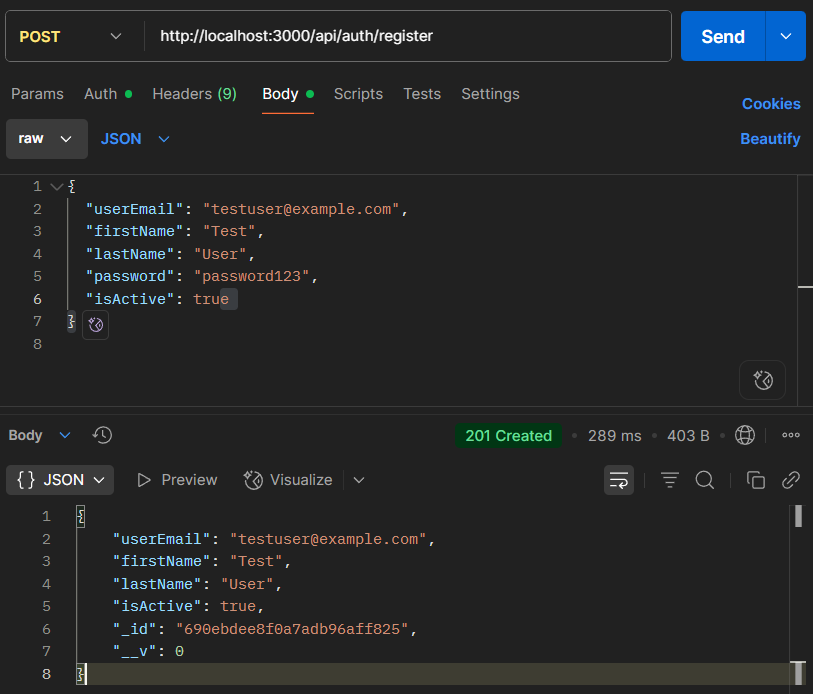 POST http://localhost:3000/api/auth/register Send
Params Auth Headers (9) Body Scripts Tests Settings
Cookies
raw JSON Beautify
1 {
2 "userEmail": "testuser@example.com",
3 "firstName": "Test",
4 "lastName": "User",
5 "password": "password123",
6 "isActive": true
7 }
8
Body 201 Created 289 ms 403 B
{} JSON Preview Visualize
1 {
2 "userEmail": "testuser@example.com",
3 "firstName": "Test",
4 "lastName": "User",
5 "isActive": true,
6 "_id": "690ebdee8f0a7adb96aff825",
7 "__v": 0
8 }